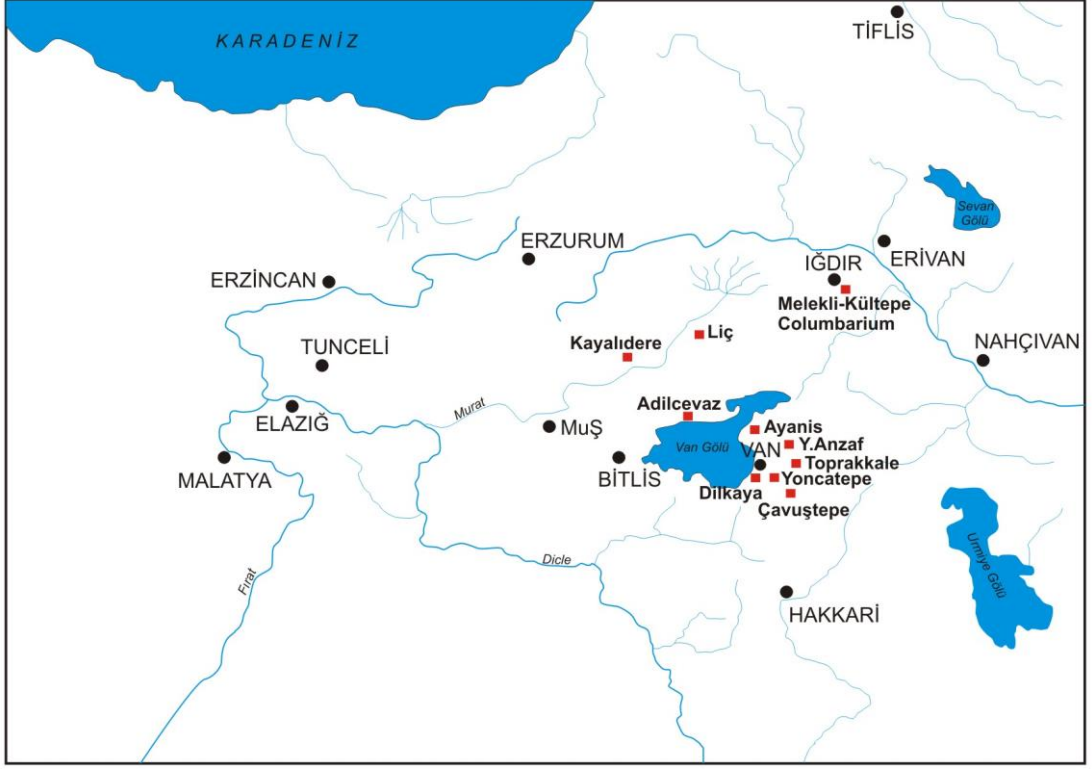 KARADENİZ
TİFLİS
Sevan
Gölü
ERZURUM
ERİVAN
IĞDIR
ERZİNCAN
Melekli-Kültepe
Columbarium
Liç
Kayalıdere
NAHÇIVAN
TUNCELİ
Murat
Adilcevaz
ELAZIĞ
MuŞ
Ayanis
Van Gölü
VAN
Y.Anzaf
BİTLİS
Toprakkale
MALATYA
Yoncatepe
Dilkaya
Çavuştepe
Dicle
Urmiye Gölü
Fırat
HAKKARİ